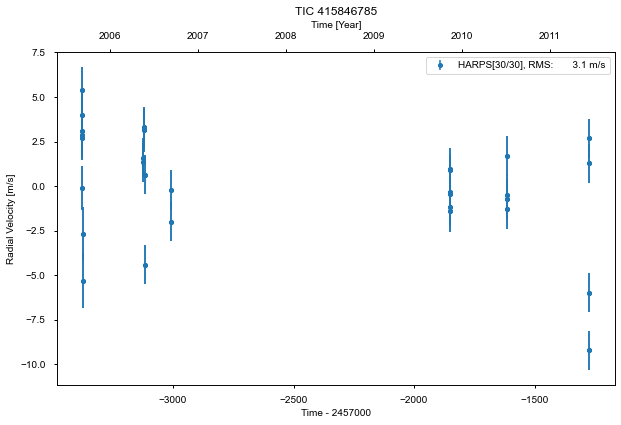 TIC 415846785
Time [Year]
2006 2007 2008 2009 2010 2011
HARPS[30/30], RMS: 3.1 m/s
7.5
5.0
2.5
0.0
−2.5
−5.0
−7.5
−10.0
Radial Velocity [m/s]
−3000 −2500 −2000 −1500
Time - 2457000